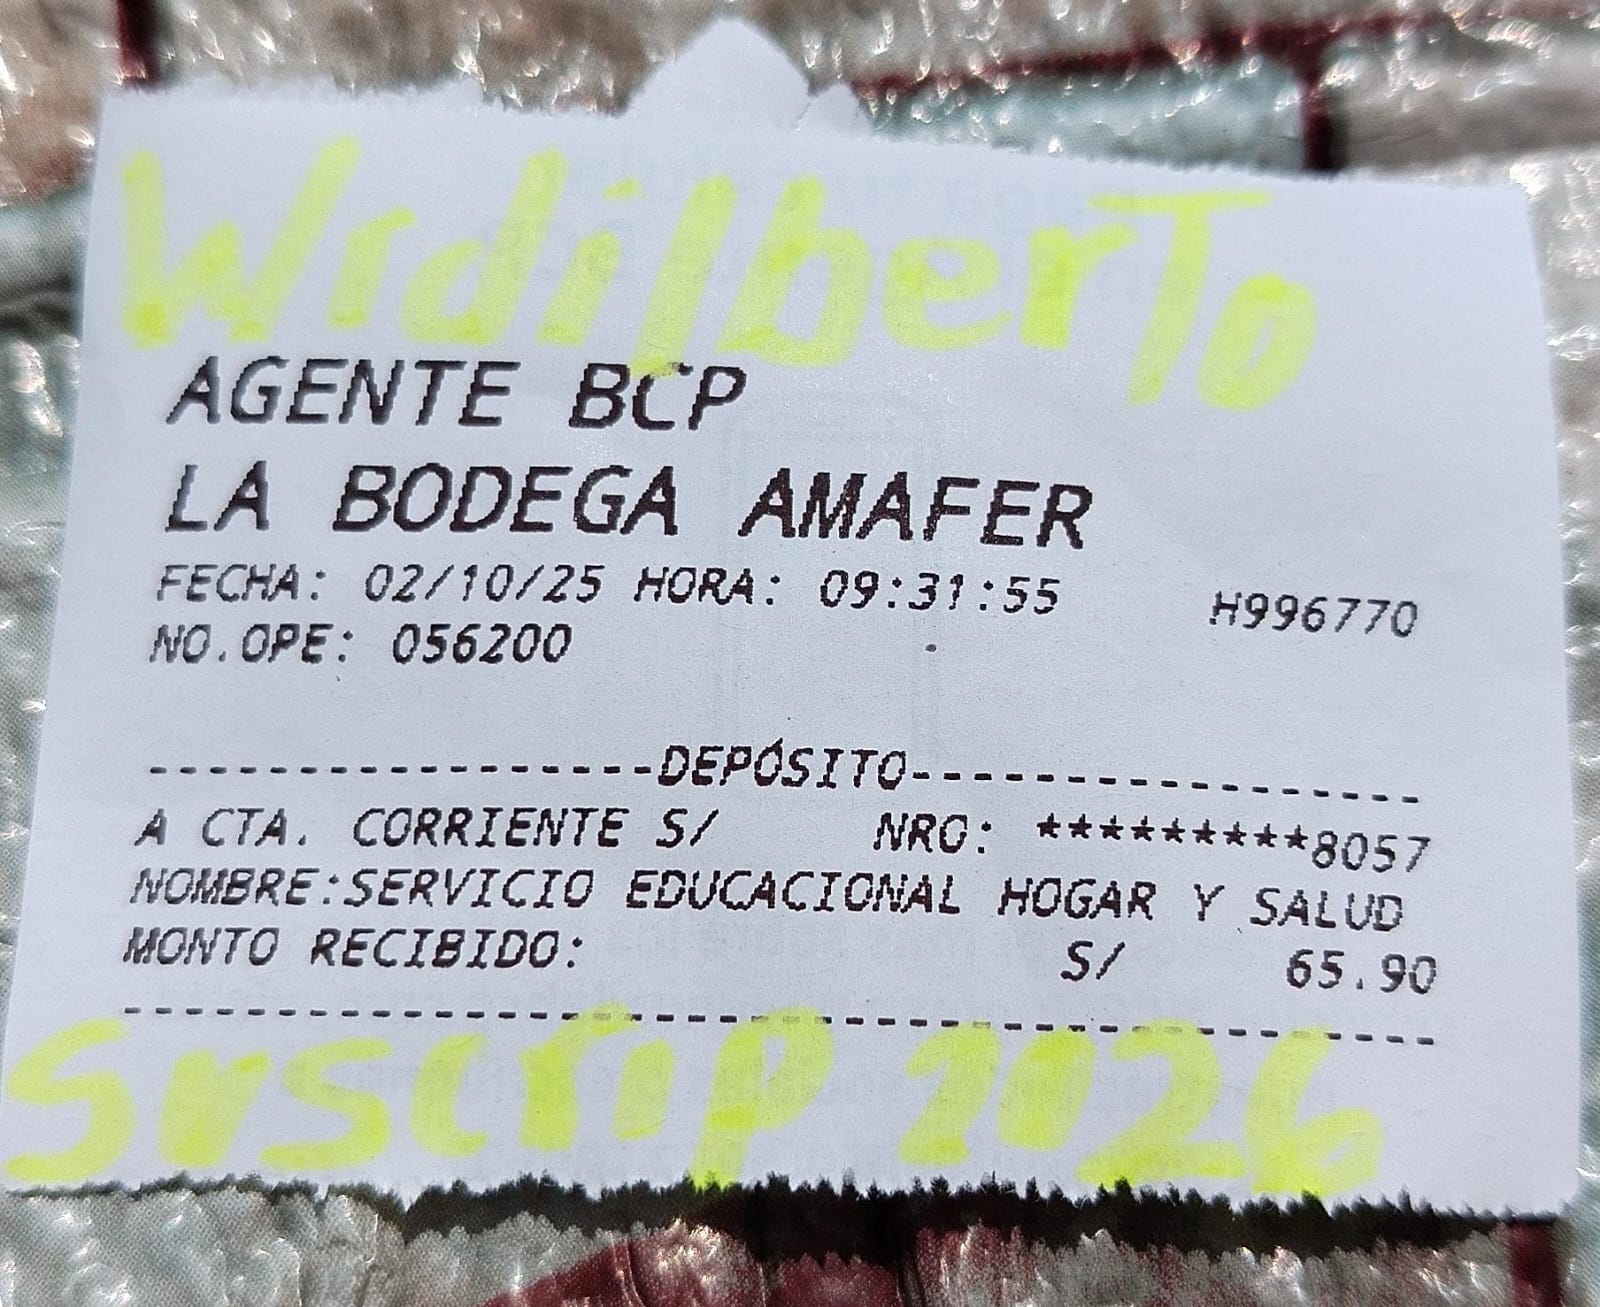 Wrdilberto
AGENTE BCP
LA BODEGA AMAFER
FECHA: 02/10/25 HORA: 09:31:55 H996770
NO.OPE: 056200
------------------DEPÓSITO------------------
A CTA. CORRIENTE S/ NRO: *********8057
NOMBRE:SERVICIO EDUCACIONAL HOGAR Y SALUD
MONTO RECIBIDO: S/ 65.90
--------------------------------------------
Suscrip 2026